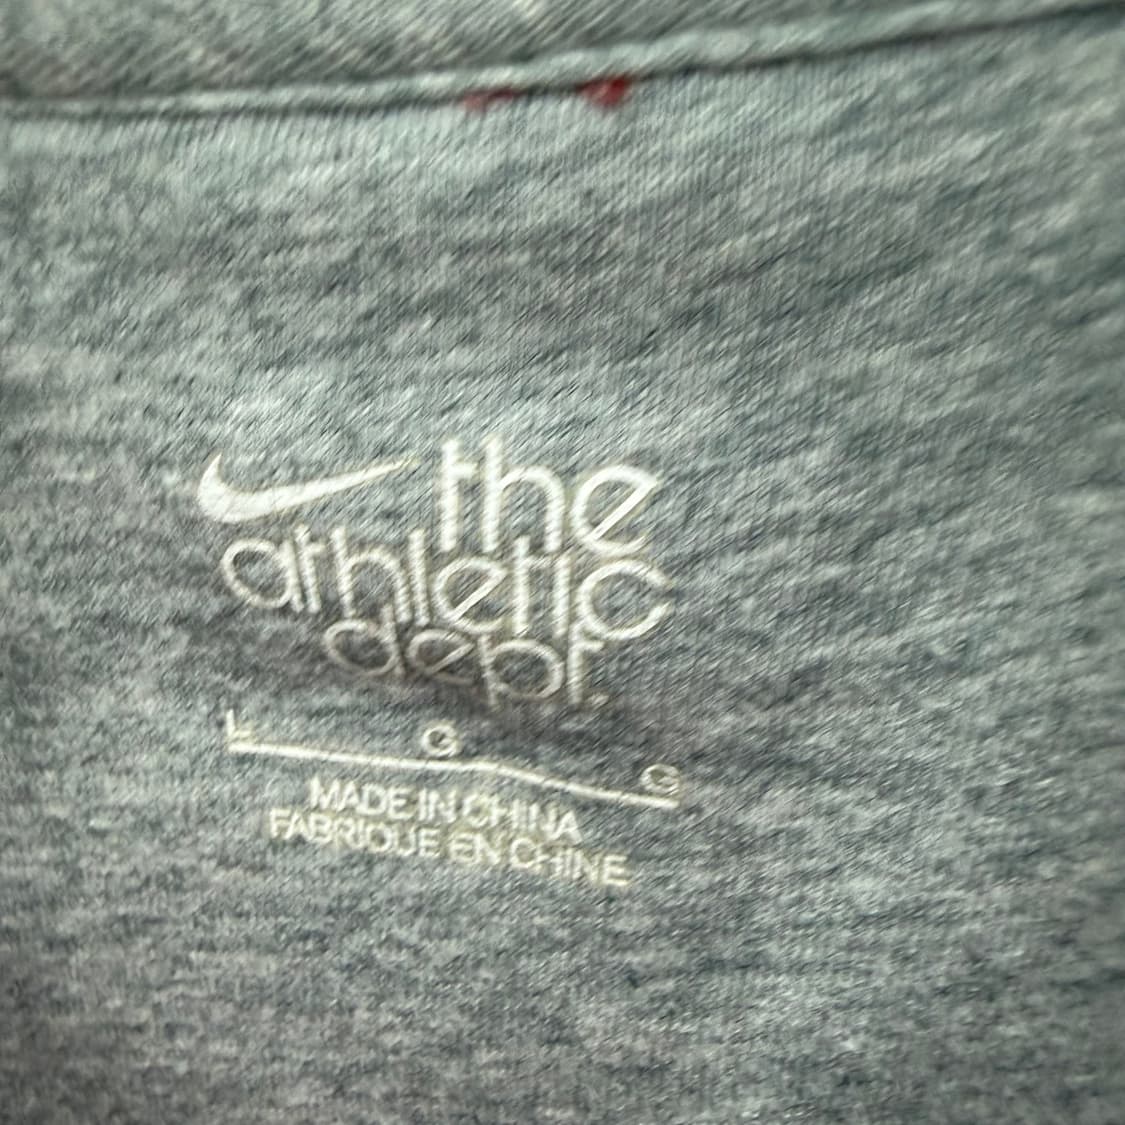 the
athletic
dept.
L G G
MADE IN CHINA
FABRIQUE EN CHINE